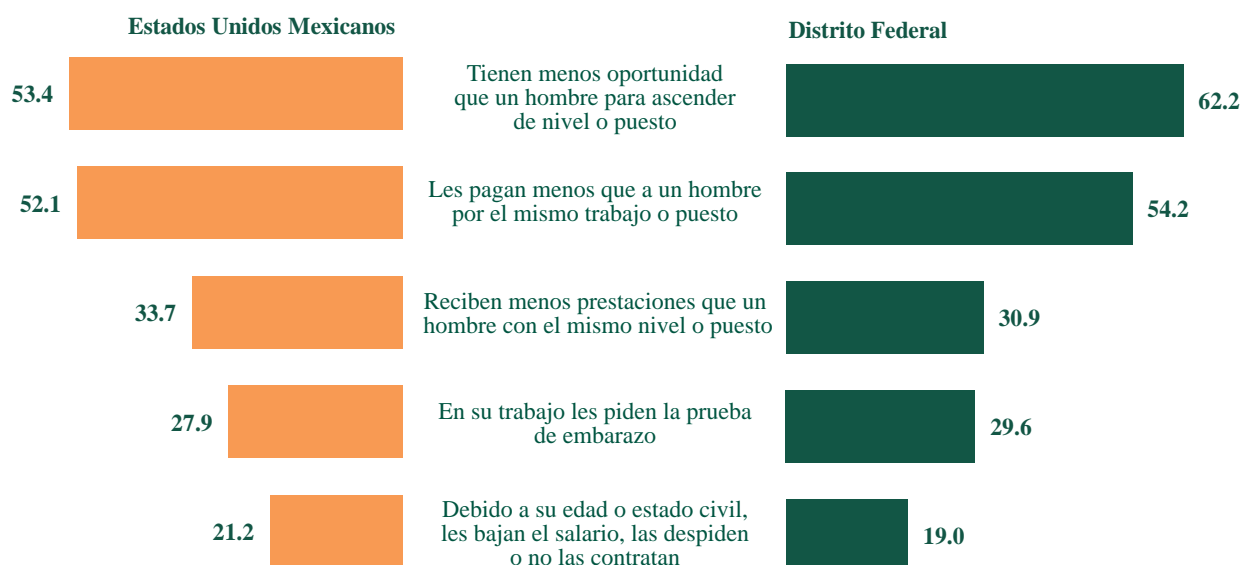 Estados Unidos Mexicanos
Distrito Federal
53.4
Tienen menos oportunidad
que un hombre para ascender
de nivel o puesto
62.2
52.1
Les pagan menos que a un hombre
por el mismo trabajo o puesto
54.2
33.7
Reciben menos prestaciones que un
hombre con el mismo nivel o puesto
30.9
27.9
En su trabajo les piden la prueba
de embarazo
29.6
21.2
Debido a su edad o estado civil,
les bajan el salario, las despiden
o no las contratan
19.0